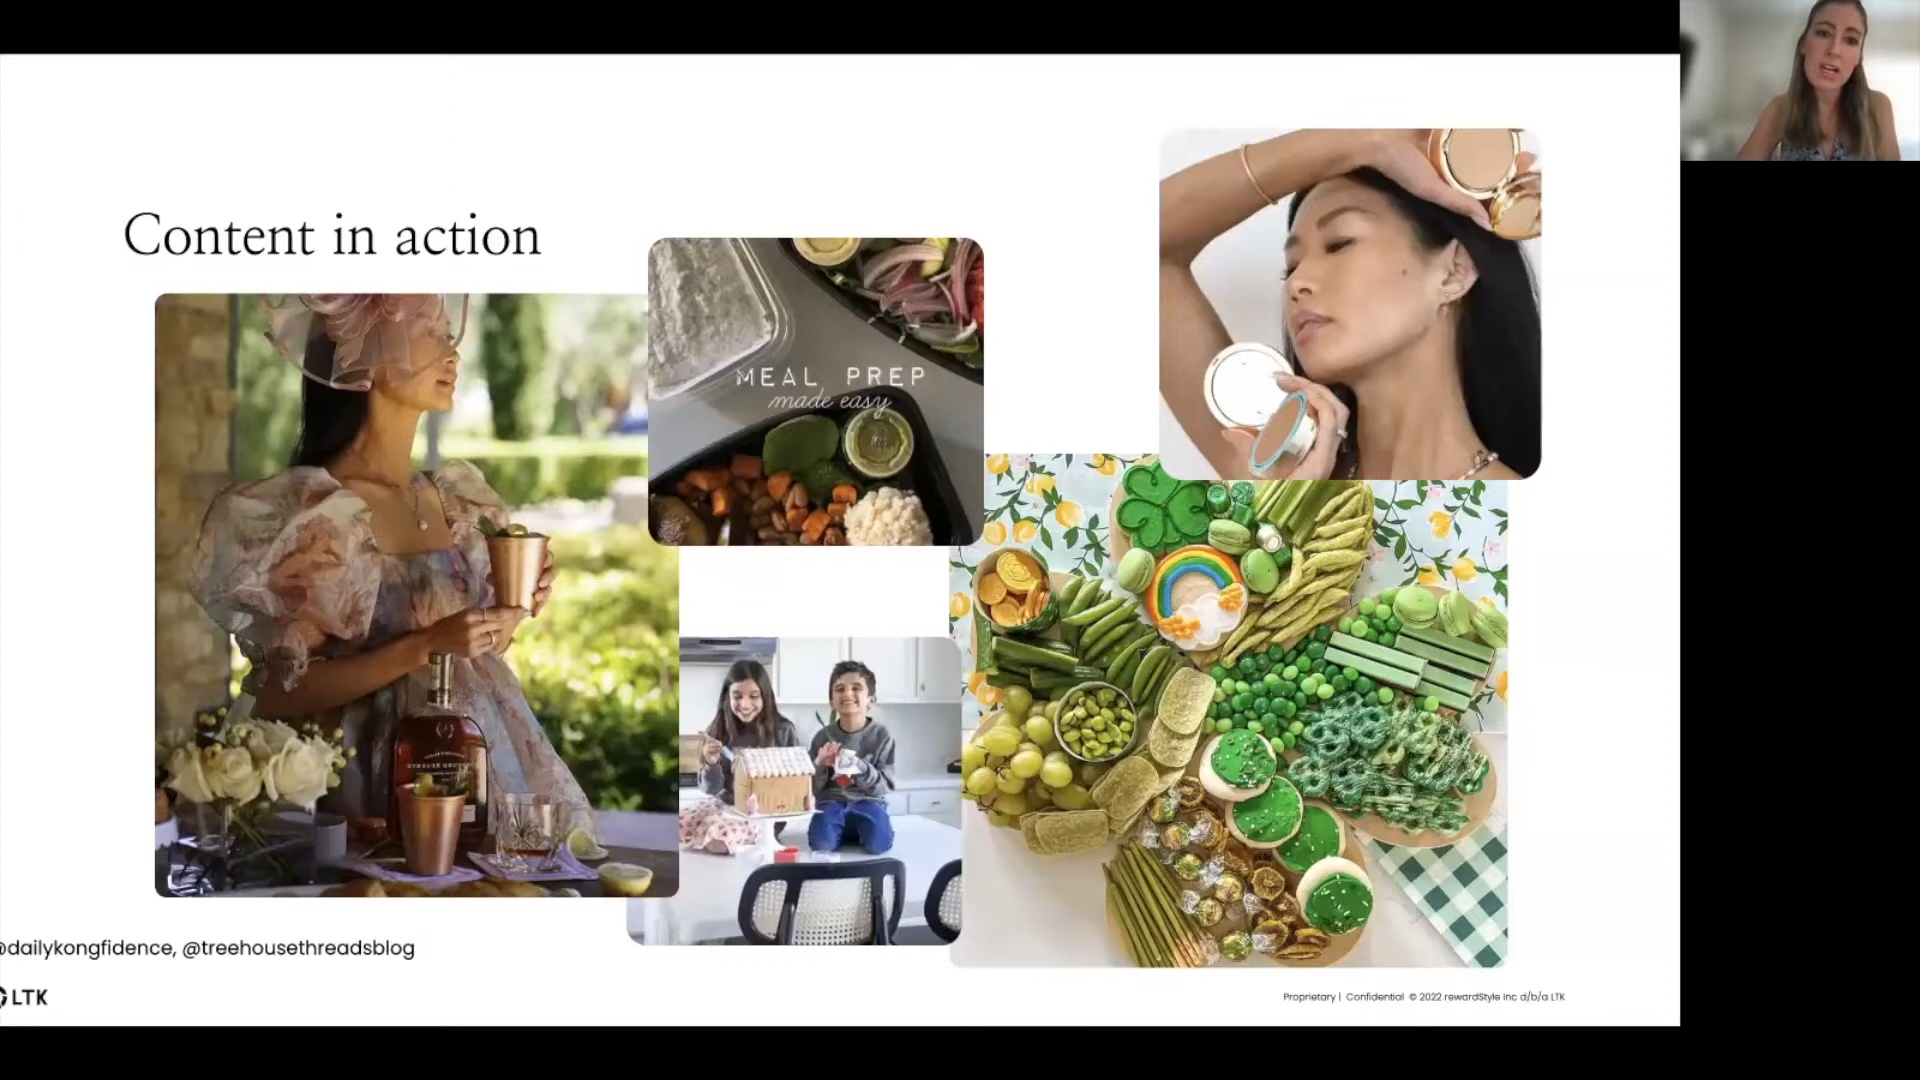 Content in action
MEAL PREP
made easy
@dailykongfidence, @treehousethreadsblog
LTK
Proprietary | Confidential © 2022 rewardStyle Inc d/b/a LTK